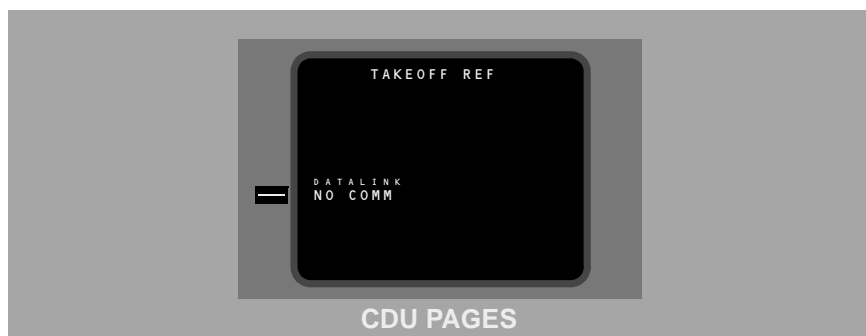 TAKEOFF REF
DATALINK
NO COMM
CDU PAGES